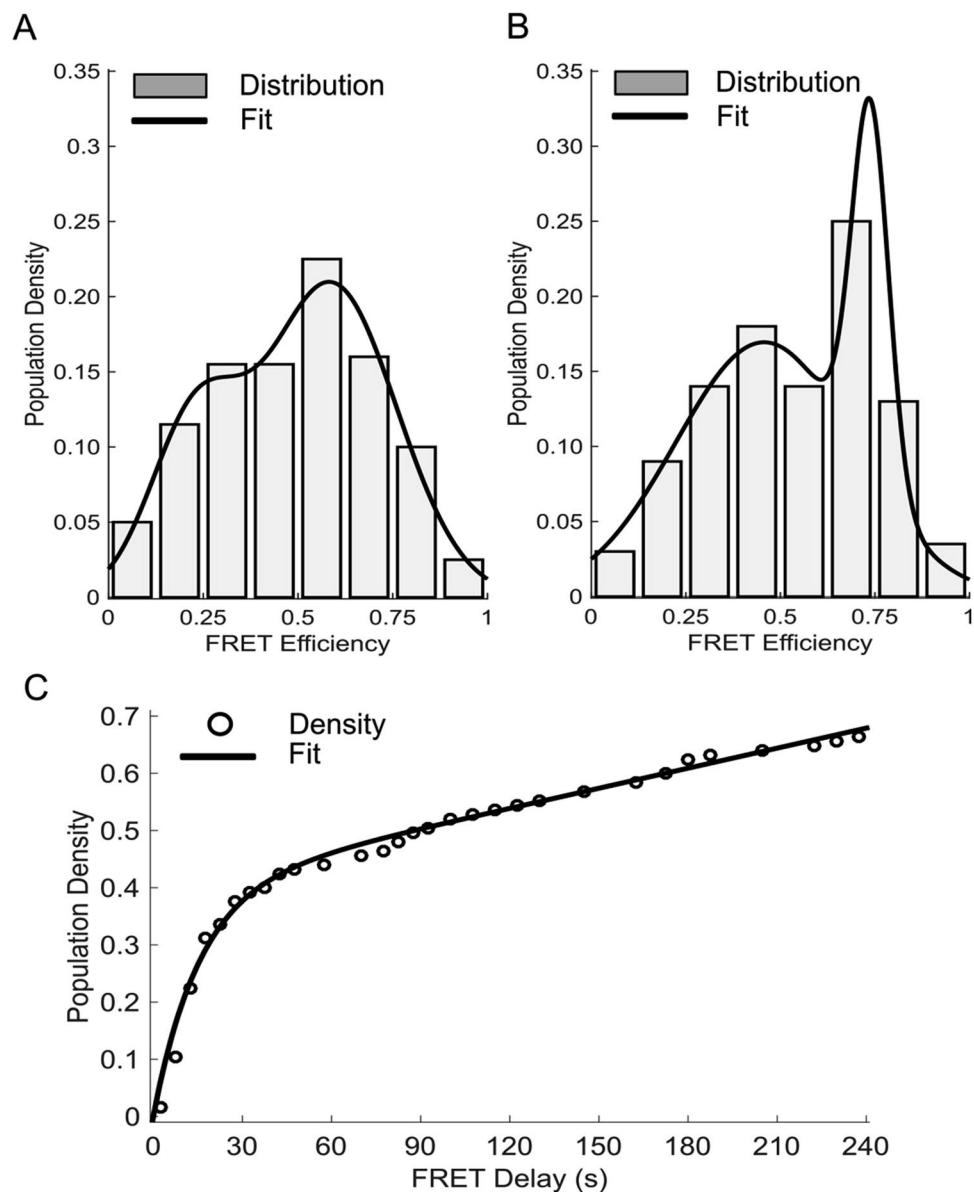 A
Population Density
0.35
0.3
0.25
0.20
0.15
0.10
0.05
0
Distribution
Fit
0
0.25
0.5
0.75
1
FRET Efficiency
B
Population Density
0.35
0.30
0.25
0.20
0.15
0.10
0.05
0
Distribution
Fit
0
0.25
0.5
0.75
1
FRET Efficiency
C
Population Density
0.7
0.6
0.5
0.4
0.3
0.2
0.1
0
Density
Fit
0
30
60
90
120
150
180
210
240
FRET Delay (s)